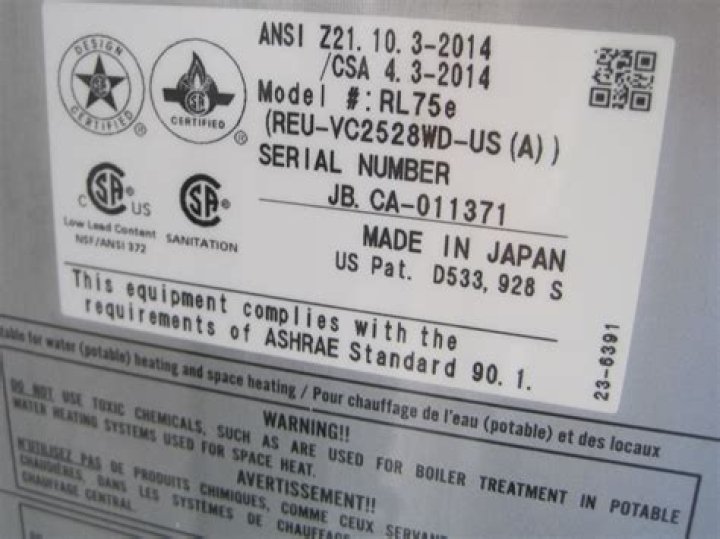 DESIGN
CERTIFIED
CERTIFIED
ANSI Z21. 10. 3-2014
/CSA 4. 3-2014
Model #: RL75e
(REU-VC2528WD-US (A) )
SERIAL NUMBER
JB. CA-011371
C US
Low Lead Content
NSF/ANSI 372
SANITATION
MADE IN JAPAN
US Pat. D533, 928 S
This equipment complies with the
requirements of ASHRAE Standard 90. 1.
23-6391
for water (potable) heating and space heating / Pour chauffage de l'eau (potable) et des locaux
WARNING!!
DO NOT USE TOXIC CHEMICALS, SUCH AS ARE USED FOR BOILER TREATMENT IN POTABLE
WATER HEATING SYSTEMS USED FOR SPACE HEAT.
AVERTISSEMENT!!
N'UTILISEZ PAS DE PRODUITS CHIMIQUES, COMME CEUX
CHAUDIÈRES, DANS LES SYSTÈMES DE
CHAUFFAGE CENTRAL.